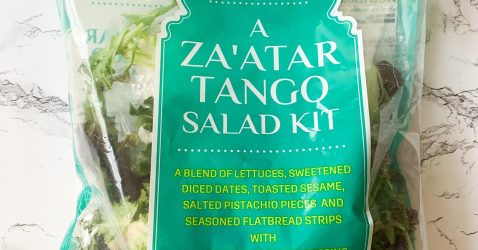 A
ZA'ATAR
TANGO
SALAD KIT
A BLEND OF LETTUCES, SWEETENED
DICED DATES, TOASTED SESAME,
SALTED PISTACHIO PIECES AND
SEASONED FLATBREAD STRIPS
WITH